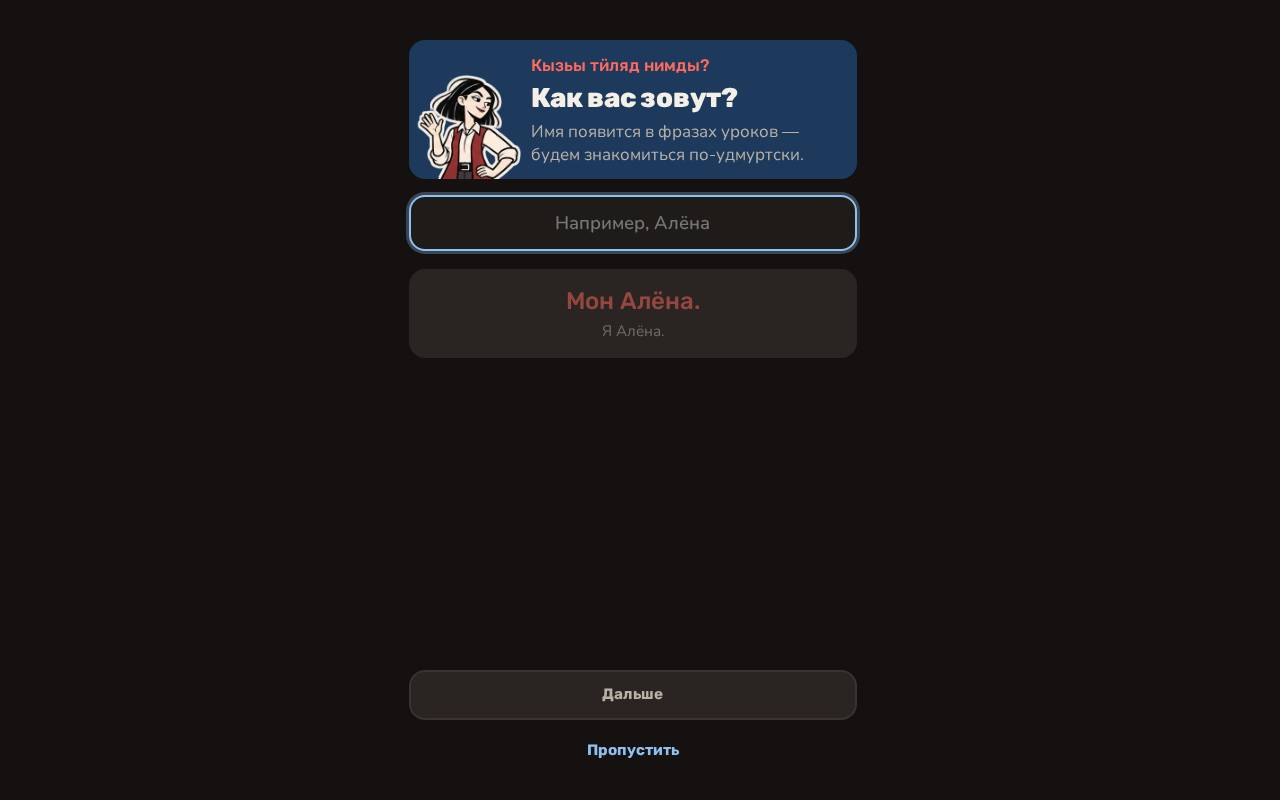 Кызьы тӥляд нимды?
Как вас зовут?
Имя появится в фразах уроков —
будем знакомиться по-удмуртски.
Например, Алёна
Мон Алёна.
Я Алёна.
Дальше
Пропустить